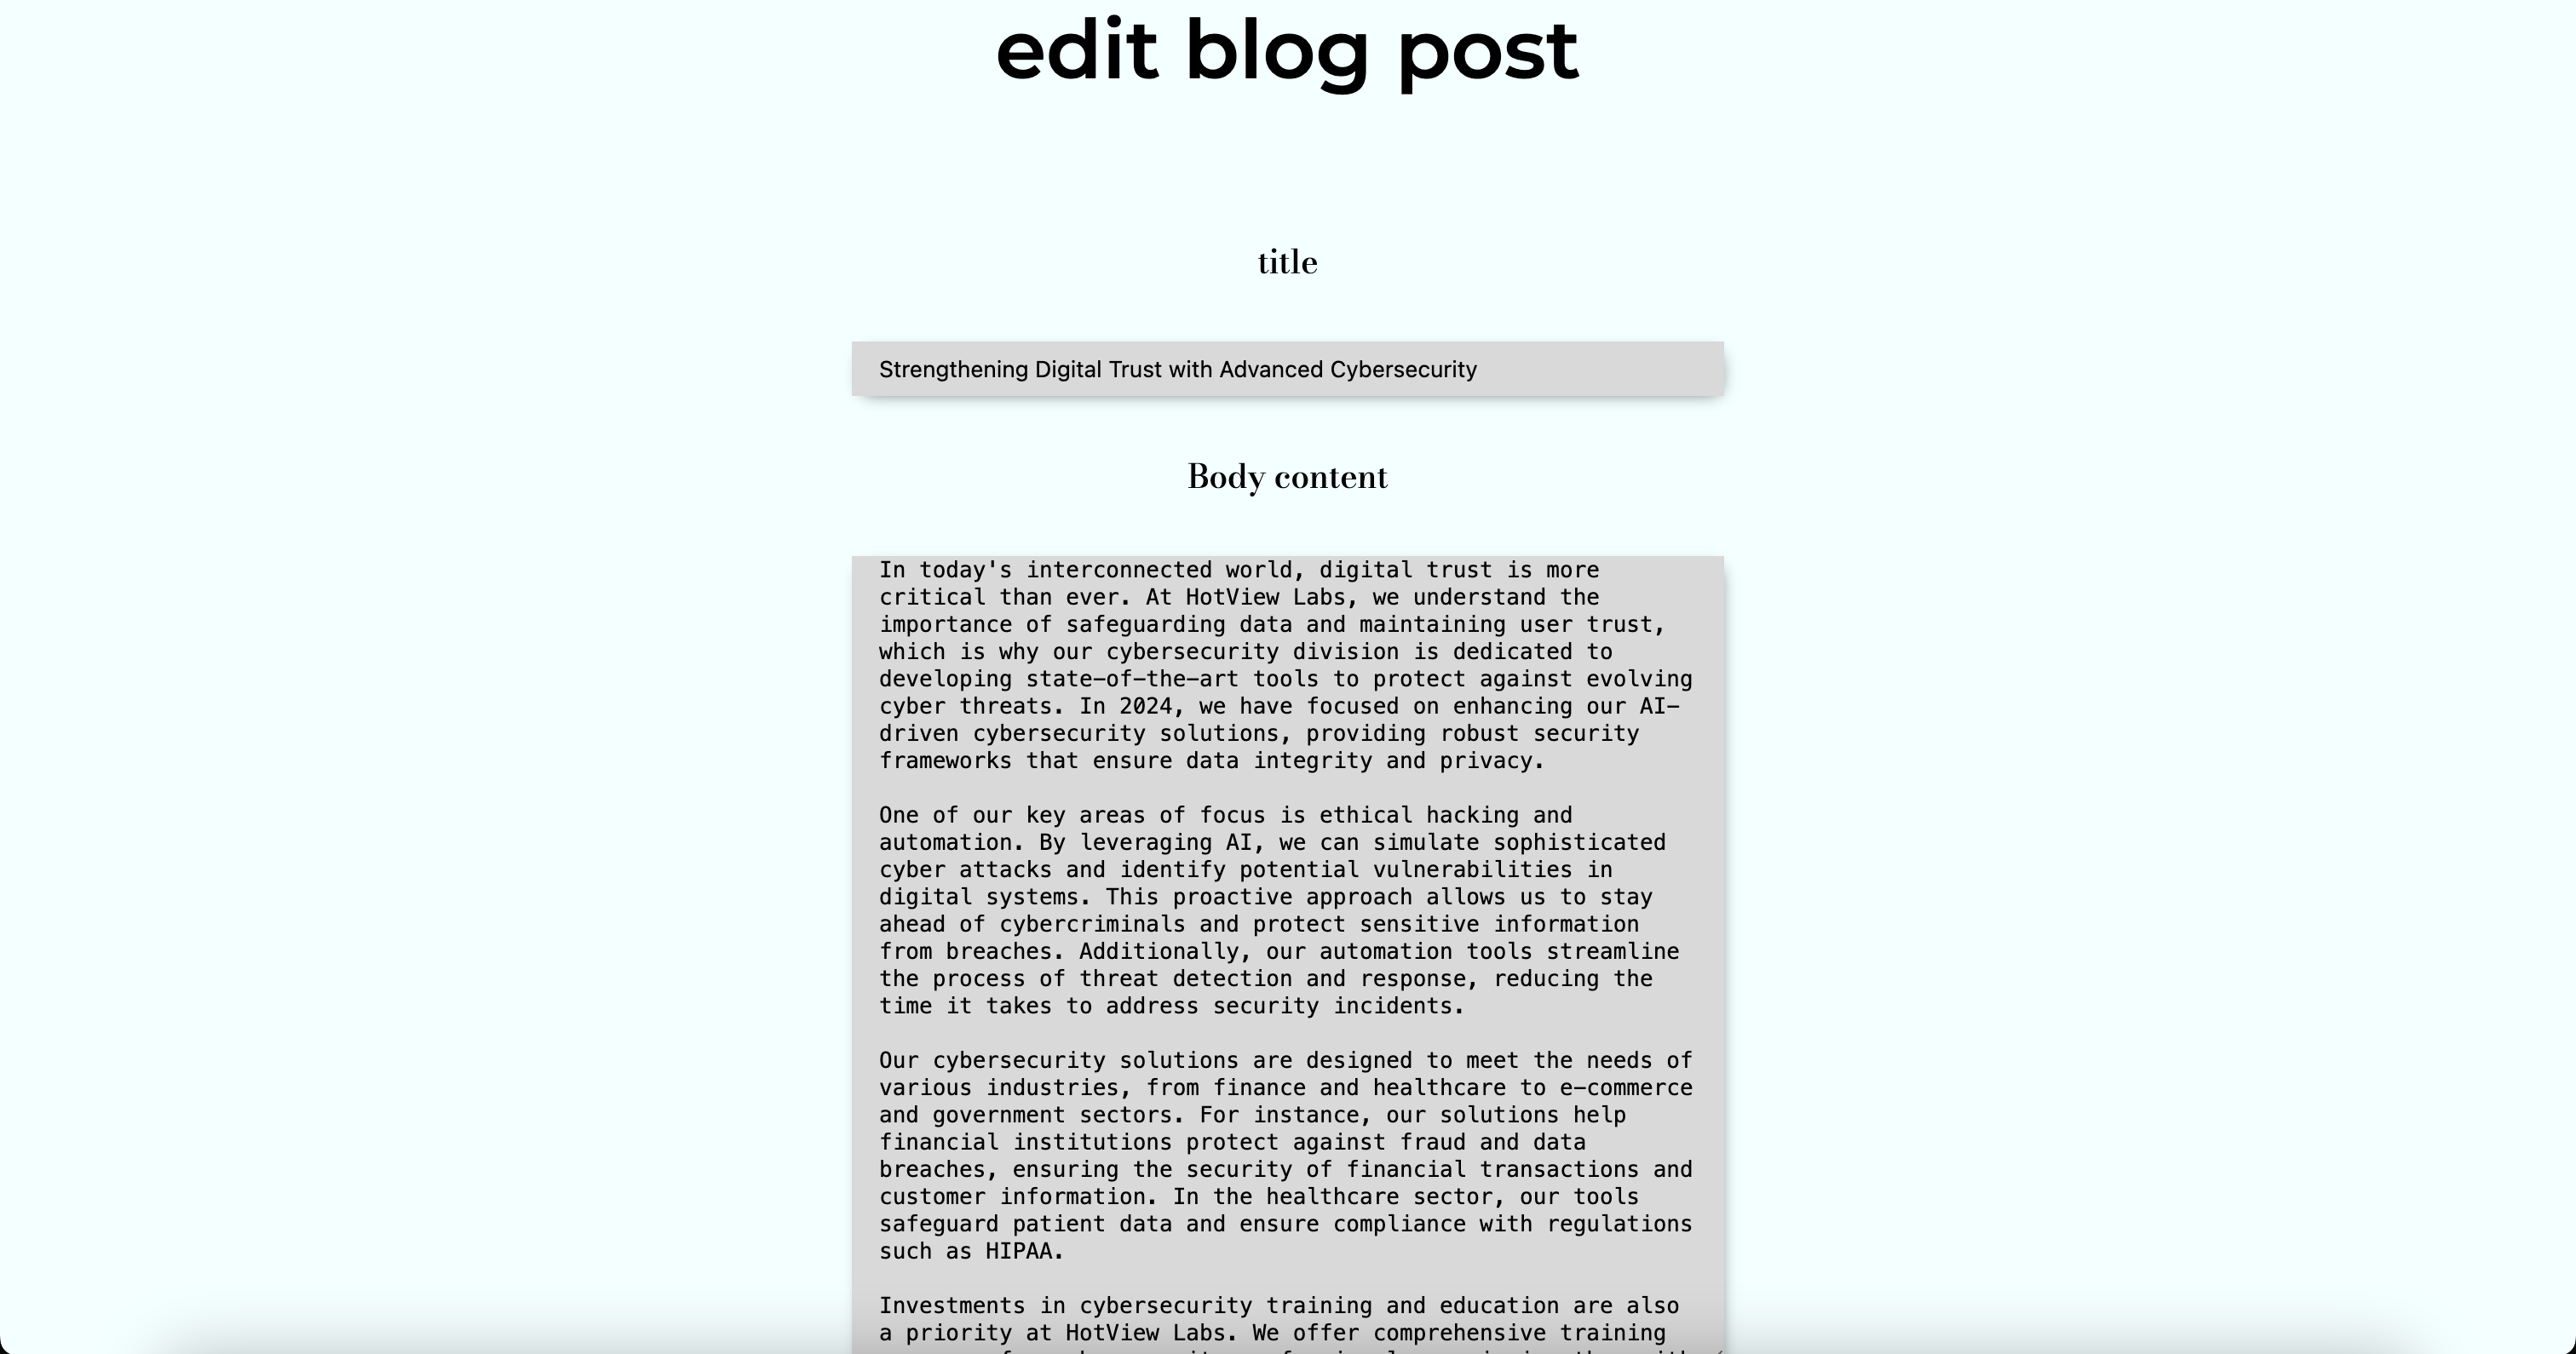 edit blog post
title
Strengthening Digital Trust with Advanced Cybersecurity
Body content
In today's interconnected world, digital trust is more
critical than ever. At HotView Labs, we understand the
importance of safeguarding data and maintaining user trust,
which is why our cybersecurity division is dedicated to
developing state-of-the-art tools to protect against evolving
cyber threats. In 2024, we have focused on enhancing our AI-
driven cybersecurity solutions, providing robust security
frameworks that ensure data integrity and privacy.
One of our key areas of focus is ethical hacking and
automation. By leveraging AI, we can simulate sophisticated
cyber attacks and identify potential vulnerabilities in
digital systems. This proactive approach allows us to stay
ahead of cybercriminals and protect sensitive information
from breaches. Additionally, our automation tools streamline
the process of threat detection and response, reducing the
time it takes to address security incidents.
Our cybersecurity solutions are designed to meet the needs of
various industries, from finance and healthcare to e-commerce
and government sectors. For instance, our solutions help
financial institutions protect against fraud and data
breaches, ensuring the security of financial transactions and
customer information. In the healthcare sector, our tools
safeguard patient data and ensure compliance with regulations
such as HIPAA.
Investments in cybersecurity training and education are also
a priority at HotView Labs. We offer comprehensive training